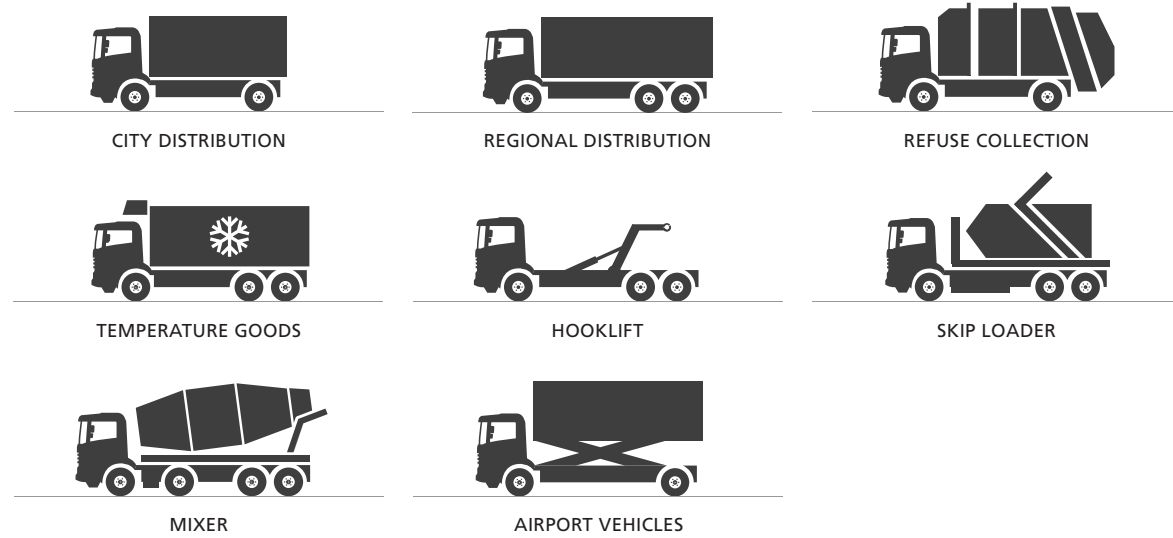 CITY DISTRIBUTION
REGIONAL DISTRIBUTION
REFUSE COLLECTION
TEMPERATURE GOODS
HOOKLIFT
SKIP LOADER
MIXER
AIRPORT VEHICLES